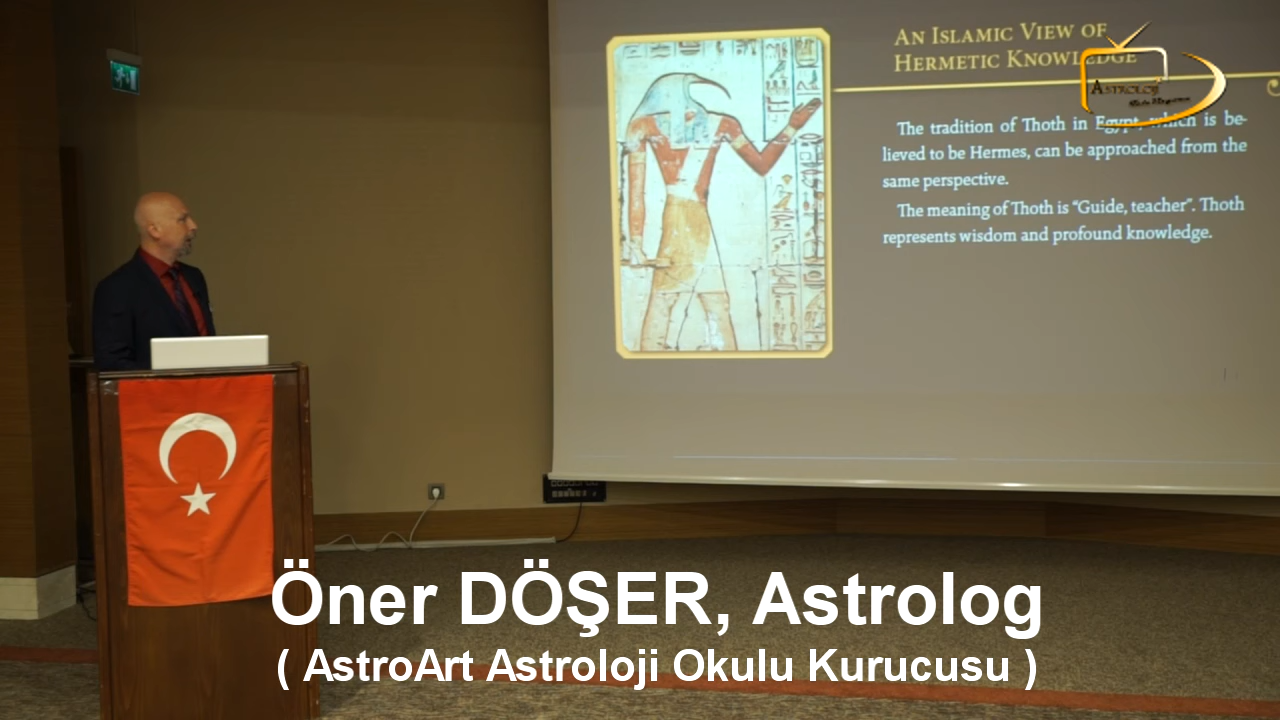 AN ISLAMIC VIEW OF
HERMETIC KNOWLEDGE
ASTROLOJİ
The tradition of Thoth in Egypt, which is be-
lieved to be Hermes, can be approached from the
same perspective.
The meaning of Thoth is “Guide, teacher”. Thoth
represents wisdom and profound knowledge.
Öner DÖŞER, Astrolog
( AstroArt Astroloji Okulu Kurucusu )